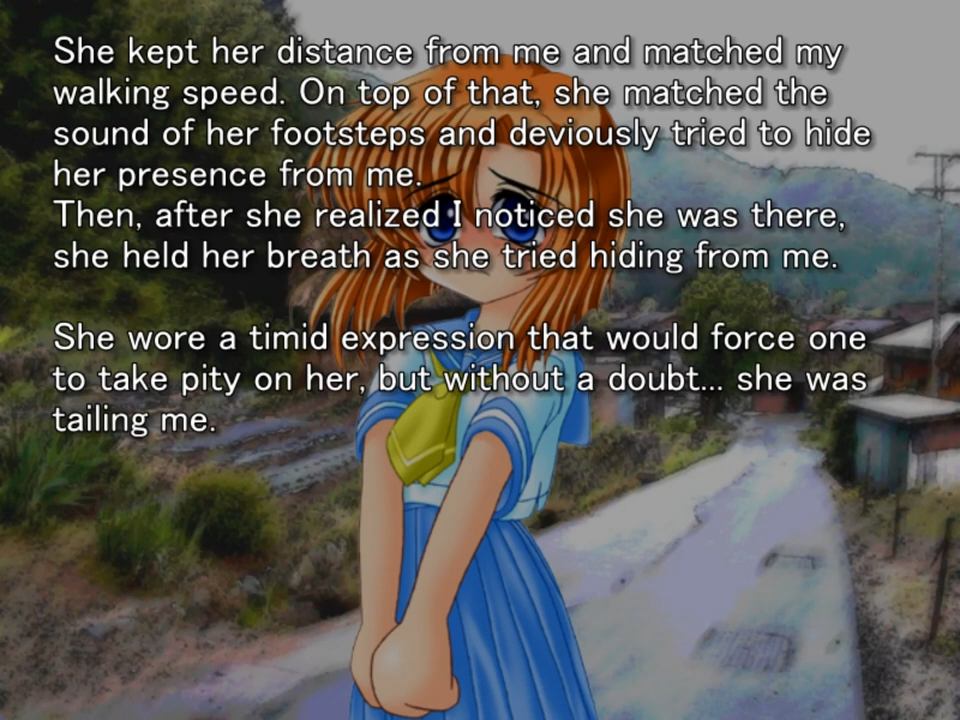 She kept her distance from me and matched my
walking speed. On top of that, she matched the
sound of her footsteps and deviously tried to hide
her presence from me.
Then, after she realized I noticed she was there,
she held her breath as she tried hiding from me.
She wore a timid expression that would force one
to take pity on her, but without a doubt... she was
tailing me.